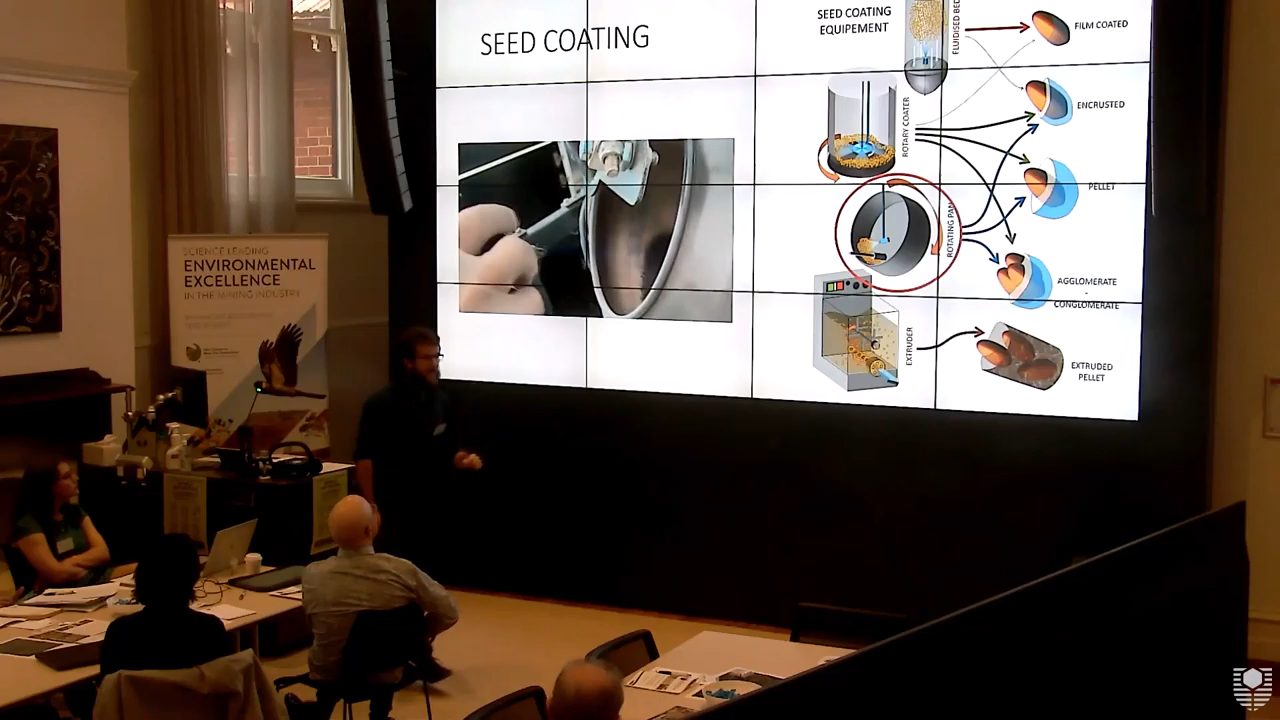 SEED COATING
SEED COATING
EQUIPEMENT
FLUIDISED BED
FILM COATED
ROTARY COATER
ENCRUSTED
PELLET
ROTATING PAN
AGGLOMERATE
-
CONGLOMERATE
EXTRUDER
EXTRUDED
PELLET
SCIENCE LEADING
ENVIRONMENTAL
EXCELLENCE
IN THE MINING INDUSTRY